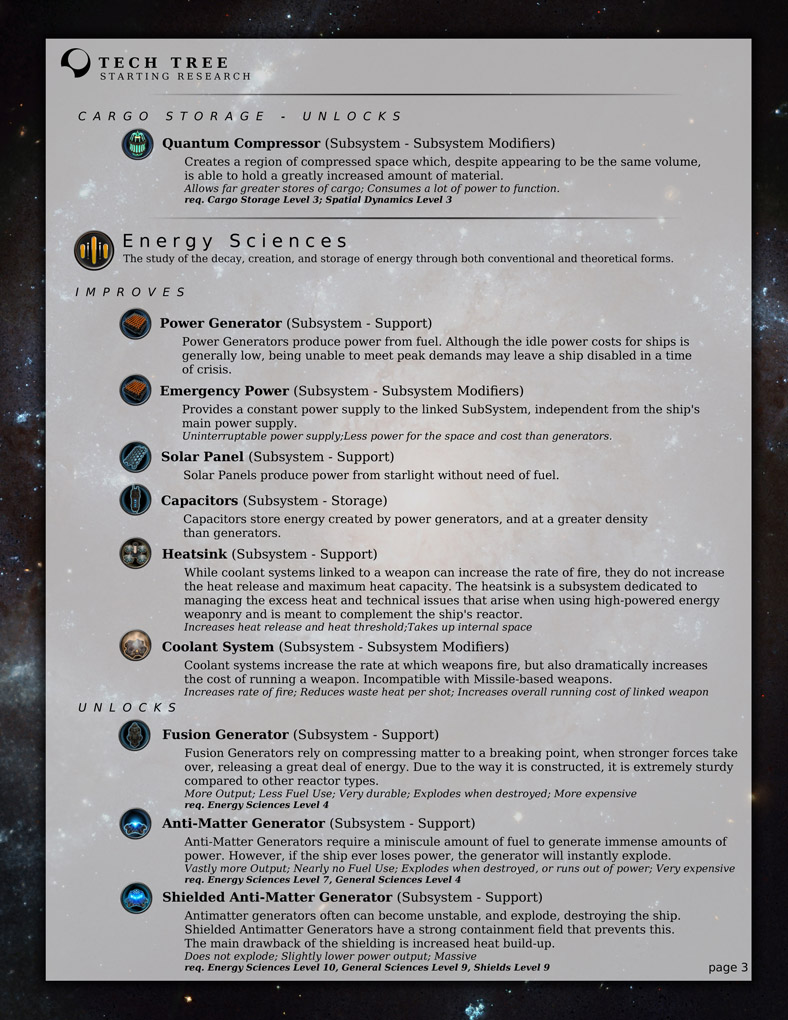 TECH TREE
STARTING RESEARCH
CARGO STORAGE - UNLOCKS
Quantum Compressor (Subsystem - Subsystem Modifiers)
Creates a region of compressed space which, despite appearing to be the same volume,
is able to hold a greatly increased amount of material.
Allows far greater stores of cargo; Consumes a lot of power to function.
req. Cargo Storage Level 3; Spatial Dynamics Level 3
Energy Sciences
The study of the decay, creation, and storage of energy through both conventional and theoretical forms.
IMPROVES
Power Generator (Subsystem - Support)
Power Generators produce power from fuel. Although the idle power costs for ships is
generally low, being unable to meet peak demands may leave a ship disabled in a time
of crisis.
Emergency Power (Subsystem - Subsystem Modifiers)
Provides a constant power supply to the linked SubSystem, independent from the ship's
main power supply.
Uninterruptable power supply;Less power for the space and cost than generators.
Solar Panel (Subsystem - Support)
Solar Panels produce power from starlight without need of fuel.
Capacitors (Subsystem - Storage)
Capacitors store energy created by power generators, and at a greater density
than generators.
Heatsink (Subsystem - Support)
While coolant systems linked to a weapon can increase the rate of fire, they do not increase
the heat release and maximum heat capacity. The heatsink is a subsystem dedicated to
managing the excess heat and technical issues that arise when using high-powered energy
weaponry and is meant to complement the ship's reactor.
Increases heat release and heat threshold;Takes up internal space
Coolant System (Subsystem - Subsystem Modifiers)
Coolant systems increase the rate at which weapons fire, but also dramatically increases
the cost of running a weapon. Incompatible with Missile-based weapons.
Increases rate of fire; Reduces waste heat per shot; Increases overall running cost of linked weapon
UNLOCKS
Fusion Generator (Subsystem - Support)
Fusion Generators rely on compressing matter to a breaking point, when stronger forces take
over, releasing a great deal of energy. Due to the way it is constructed, it is extremely sturdy
compared to other reactor types.
More Output; Less Fuel Use; Very durable; Explodes when destroyed; More expensive
req. Energy Sciences Level 4
Anti-Matter Generator (Subsystem - Support)
Anti-Matter Generators require a miniscule amount of fuel to generate immense amounts of
power. However, if the ship ever loses power, the generator will instantly explode.
Vastly more Output; Nearly no Fuel Use; Explodes when destroyed, or runs out of power; Very expensive
req. Energy Sciences Level 7, General Sciences Level 4
Shielded Anti-Matter Generator (Subsystem - Support)
Antimatter generators often can become unstable, and explode, destroying the ship.
Shielded Antimatter Generators have a strong containment field that prevents this.
The main drawback of the shielding is increased heat build-up.
Does not explode; Slightly lower power output; Massive
req. Energy Sciences Level 10, General Sciences Level 9, Shields Level 9
page 3